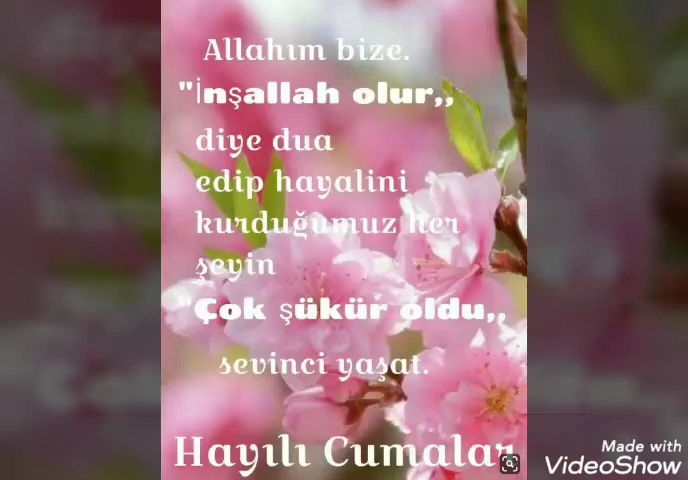 Allahım bize.
"İnşallah olur,,
diye dua
edip hayalini
kurduğumuz her
şeyin
"Çok şükür oldu,,
sevinci yaşat.
Hayılı Cumalar
Made with
VideoShow